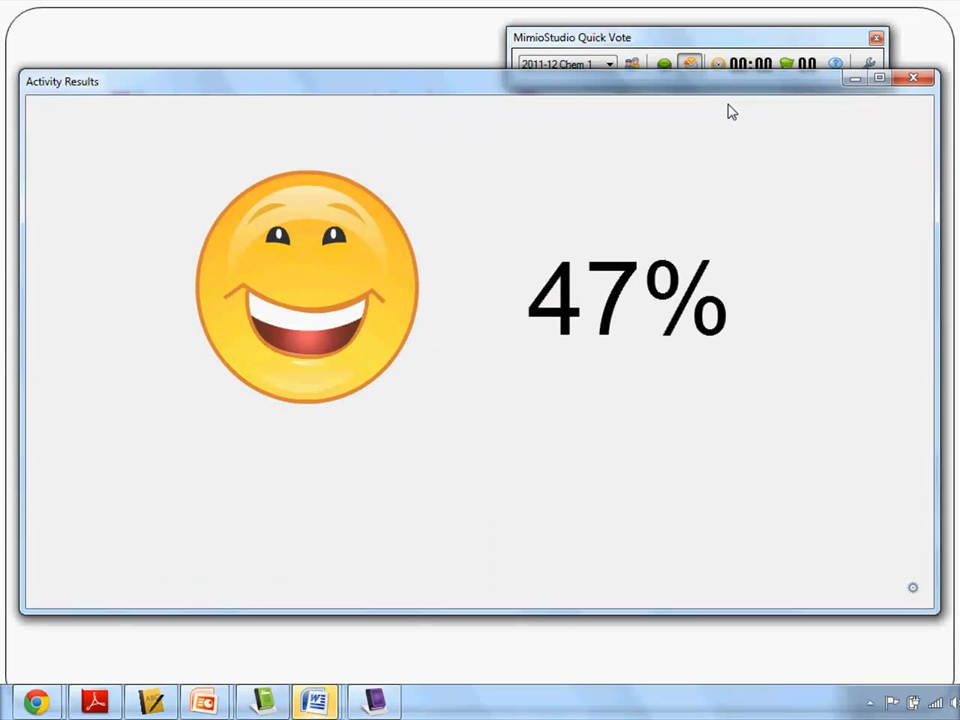 MimioStudio Quick Vote
2011-12 Chem 1
00:00
00
Activity Results
47%